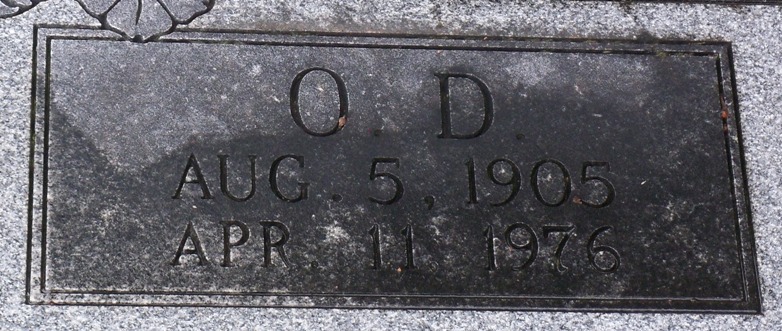 O. D.
AUG. 5, 1905
APR. 11 1976